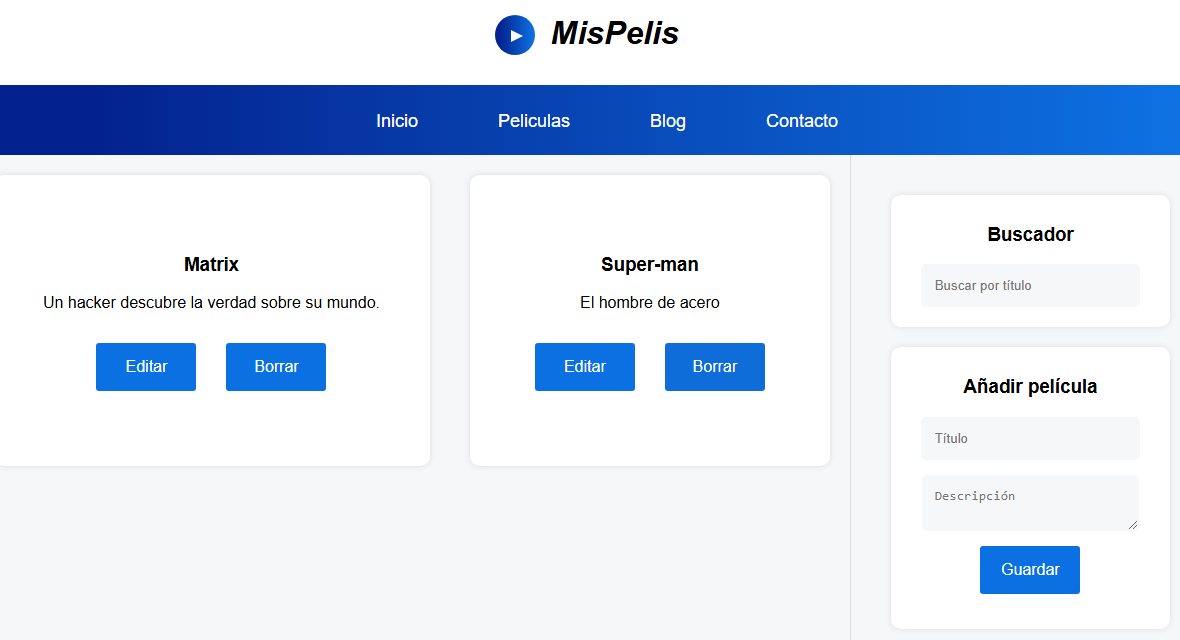 MisPelis
Inicio Peliculas Blog Contacto
Matrix
Un hacker descubre la verdad sobre su mundo.
Editar Borrar
Super-man
El hombre de acero
Editar Borrar
Buscador
Buscar por título
Añadir película
Título
Descripción
Guardar